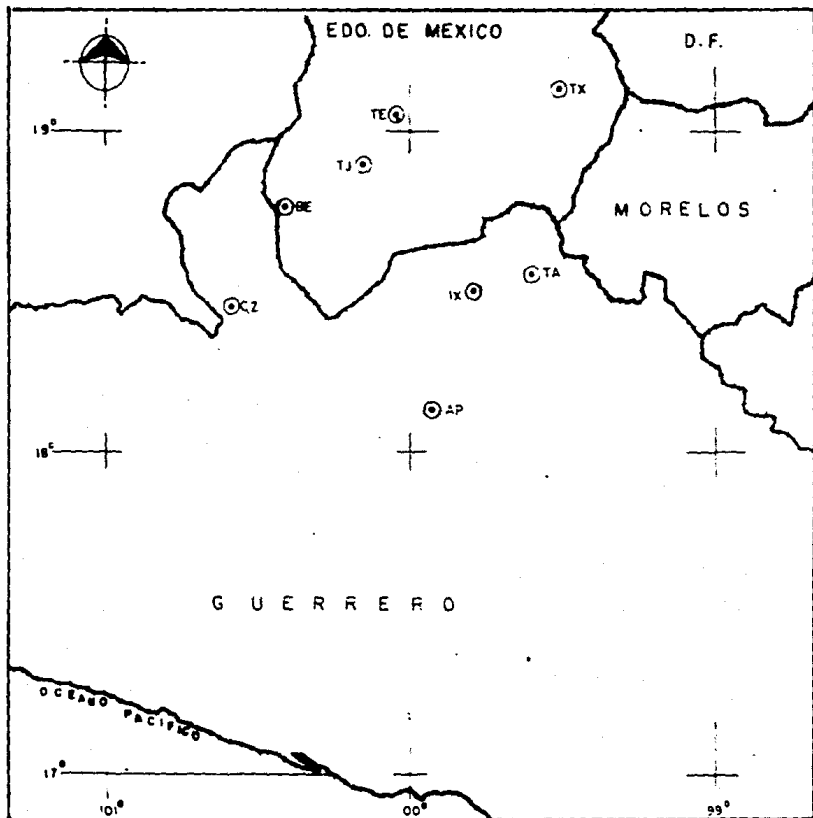 EDO. DE MEXICO
D.F.
TX
TE
19°
TJ
BE
MORELOS
TA
IX
CZ
AP
18°
GUERRERO
OCEANO PACIFICO
17°
101°
00°
99°